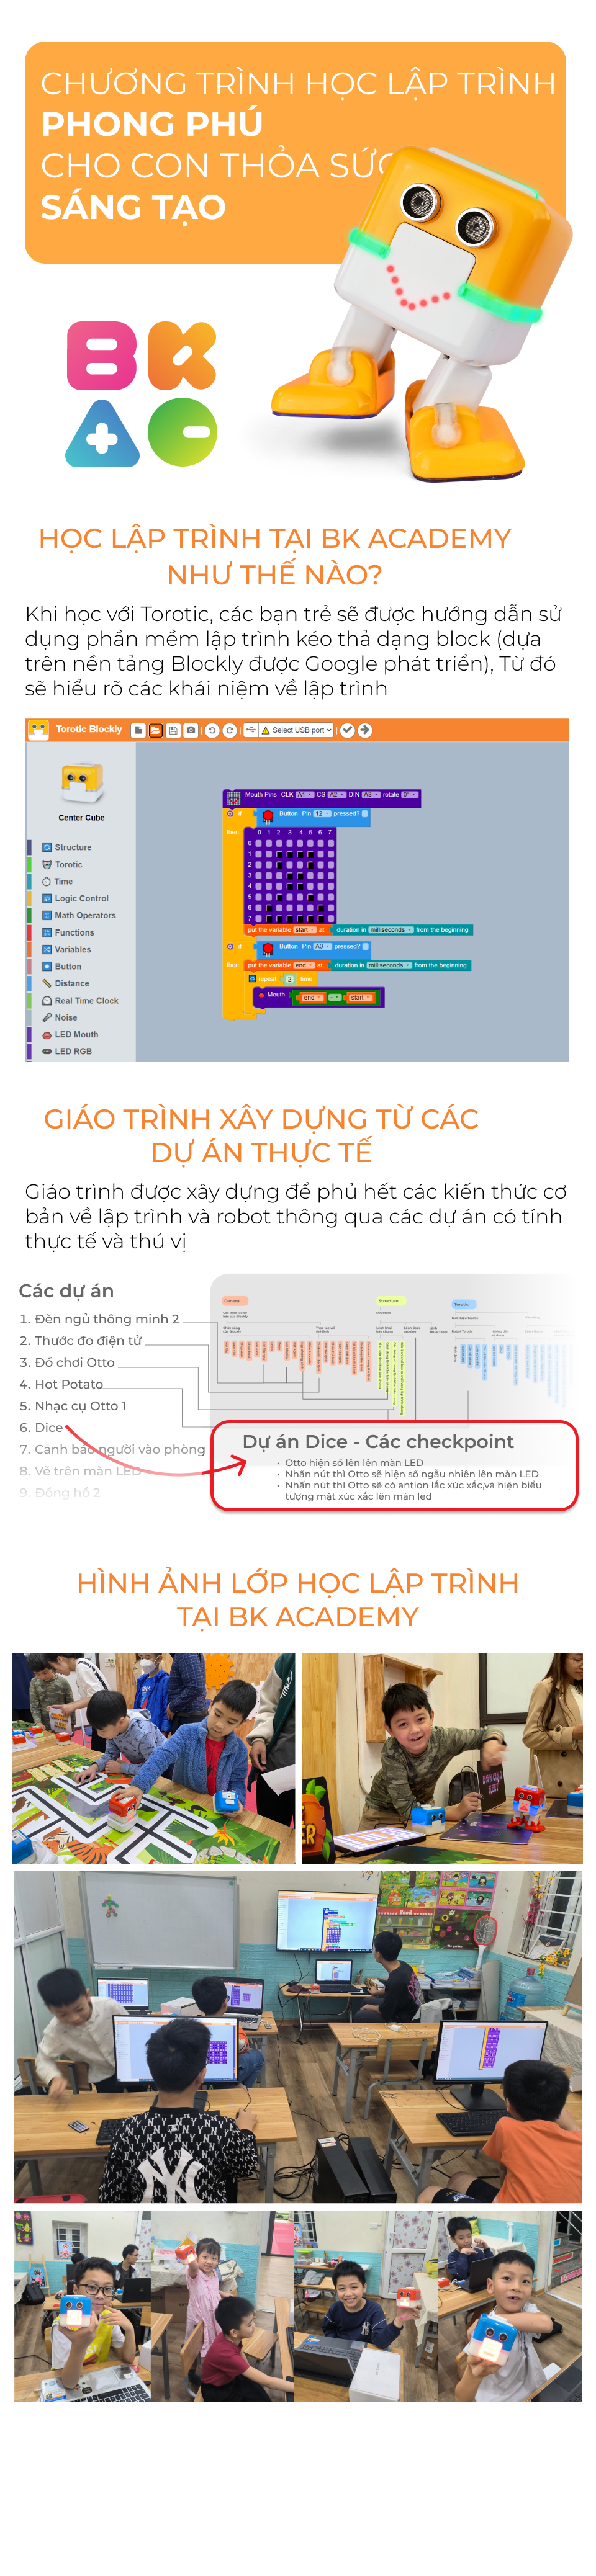 CHƯƠNG TRÌNH HỌC LẬP TRÌNH
PHONG PHÚ
CHO CON THỎA SỨC
SÁNG TẠO
BK
HỌC LẬP TRÌNH TẠI BK ACADEMY
NHƯ THẾ NÀO?
Khi học với Torotic, các bạn trẻ sẽ được hướng dẫn sử
dụng phần mềm lập trình kéo thả dạng block (dựa
trên nền tảng Blockly được Google phát triển), Từ đó
sẽ hiểu rõ các khái niệm về lập trình
Torotic Blockly
Select USB port
Center Cube
Structure
Torotic
Time
Logic Control
Math Operators
Functions
Variables
Button
Distance
Real Time Clock
Noise
LED Mouth
LED RGB
Mouth Pins CLK A1 CS A2 DIN A3 rotate 0°
if Button Pin 12 pressed?
then 0 1 2 3 4 5 6 7
0
1
2
3
4
5
6
7
put the variable start at duration in milliseconds from the beginning
if Button Pin A0 pressed?
then put the variable end at duration in milliseconds from the beginning
repeat 2 time
Mouth end - start
GIÁO TRÌNH XÂY DỰNG TỪ CÁC
DỰ ÁN THỰC TẾ
Giáo trình được xây dựng để phủ hết các kiến thức cơ
bản về lập trình và robot thông qua các dự án có tính
thực tế và thú vị
Các dự án
1. Đèn ngủ thông minh 2
2. Thước đo điện tử
3. Đồ chơi Otto
4. Hot Potato
5. Nhạc cụ Otto 1
6. Dice
7. Cảnh báo người vào phòng
8. Vẽ trên màn LED
9. Đồng hồ 2
General
Structure
Torotic
Structure
Dự án Dice - Các checkpoint
• Otto hiện số lên lên màn LED
• Nhấn nút thì Otto sẽ hiện số ngẫu nhiên lên màn LED
• Nhấn nút thì Otto sẽ có antion lắc xúc xắc,và hiện biểu
tượng mặt xúc xắc lên màn led
HÌNH ẢNH LỚP HỌC LẬP TRÌNH
TẠI BK ACADEMY
Food